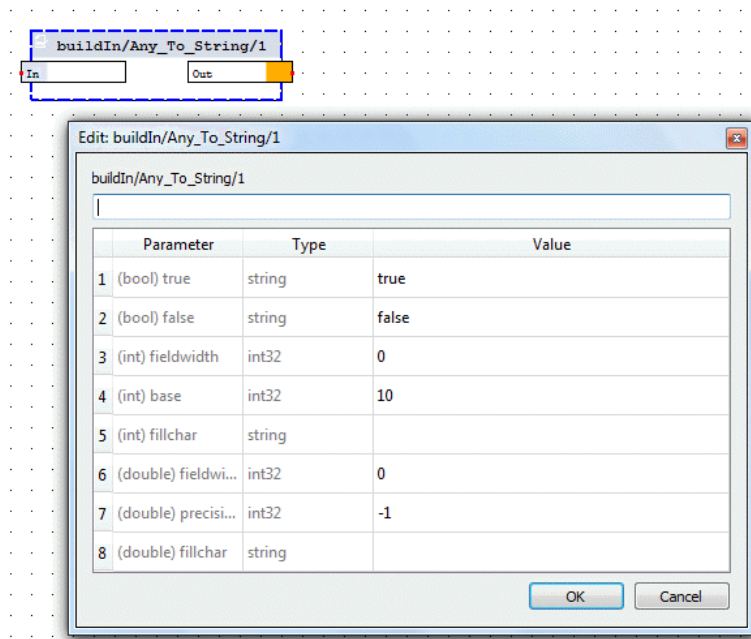 buildIn/Any_To_String/1
In Out
Edit: buildIn/Any_To_String/1
buildIn/Any_To_String/1
Parameter Type Value
1 (bool) true string true
2 (bool) false string false
3 (int) fieldwidth int32 0
4 (int) base int32 10
5 (int) fillchar string
6 (double) fieldwi... int32 0
7 (double) precisi... int32 -1
8 (double) fillchar string
OK Cancel